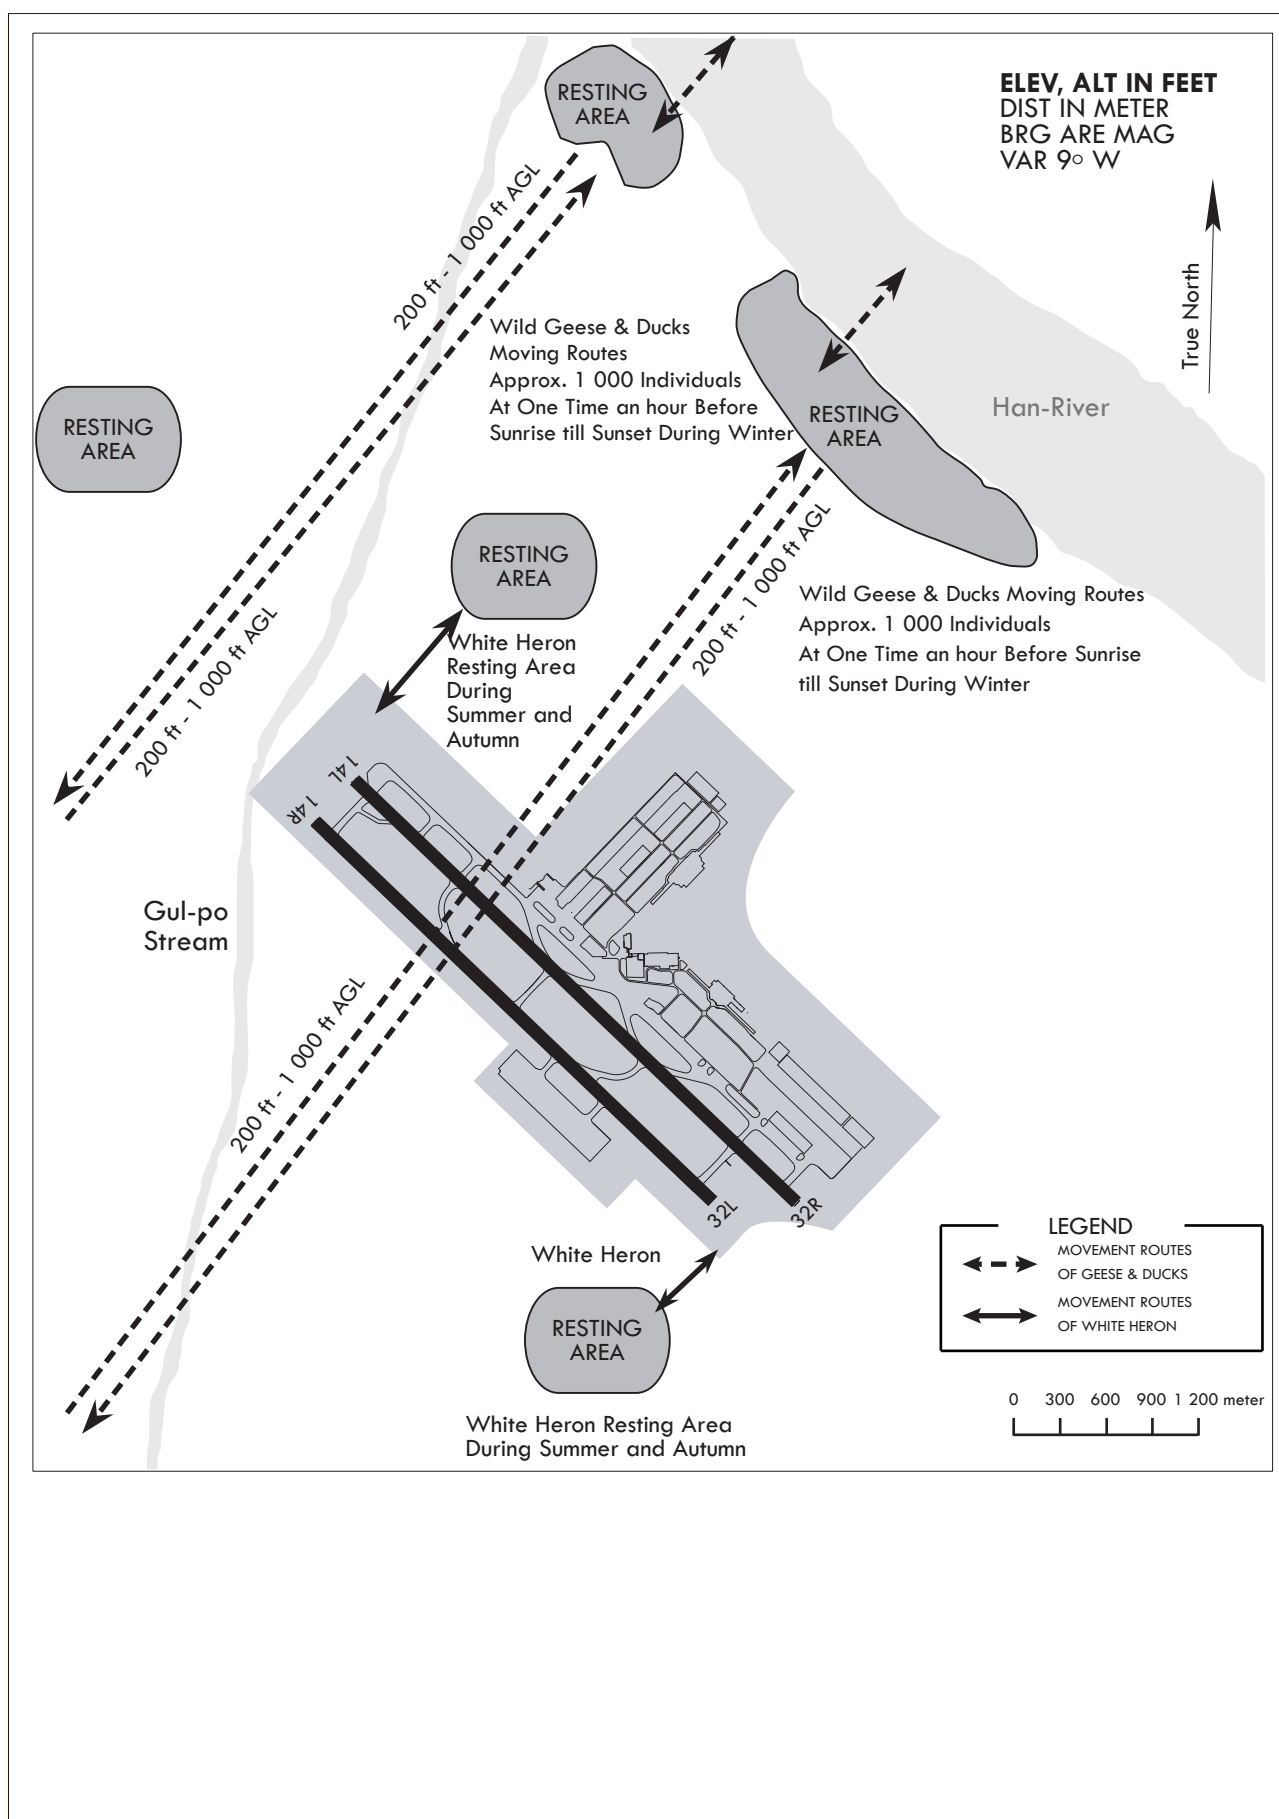 RESTING
AREA
ELEV, ALT IN FEET
DIST IN METER
BRG ARE MAG
VAR 9° W
True North
200 ft - 1 000 ft AGL
Wild Geese & Ducks
Moving Routes
Approx. 1 000 Individuals
At One Time an hour Before
Sunrise till Sunset During Winter
RESTING
AREA
Han-River
RESTING
AREA
RESTING
AREA
200 ft - 1 000 ft AGL
Wild Geese & Ducks Moving Routes
Approx. 1 000 Individuals
At One Time an hour Before Sunrise
till Sunset During Winter
200 ft - 1 000 ft AGL
White Heron
Resting Area
During
Summer and
Autumn
14L
14R
Gul-po
Stream
200 ft - 1 000 ft AGL
32L
32R
White Heron
RESTING
AREA
White Heron Resting Area
During Summer and Autumn
LEGEND
MOVEMENT ROUTES
OF GEESE & DUCKS
MOVEMENT ROUTES
OF WHITE HERON
0 300 600 900 1 200 meter